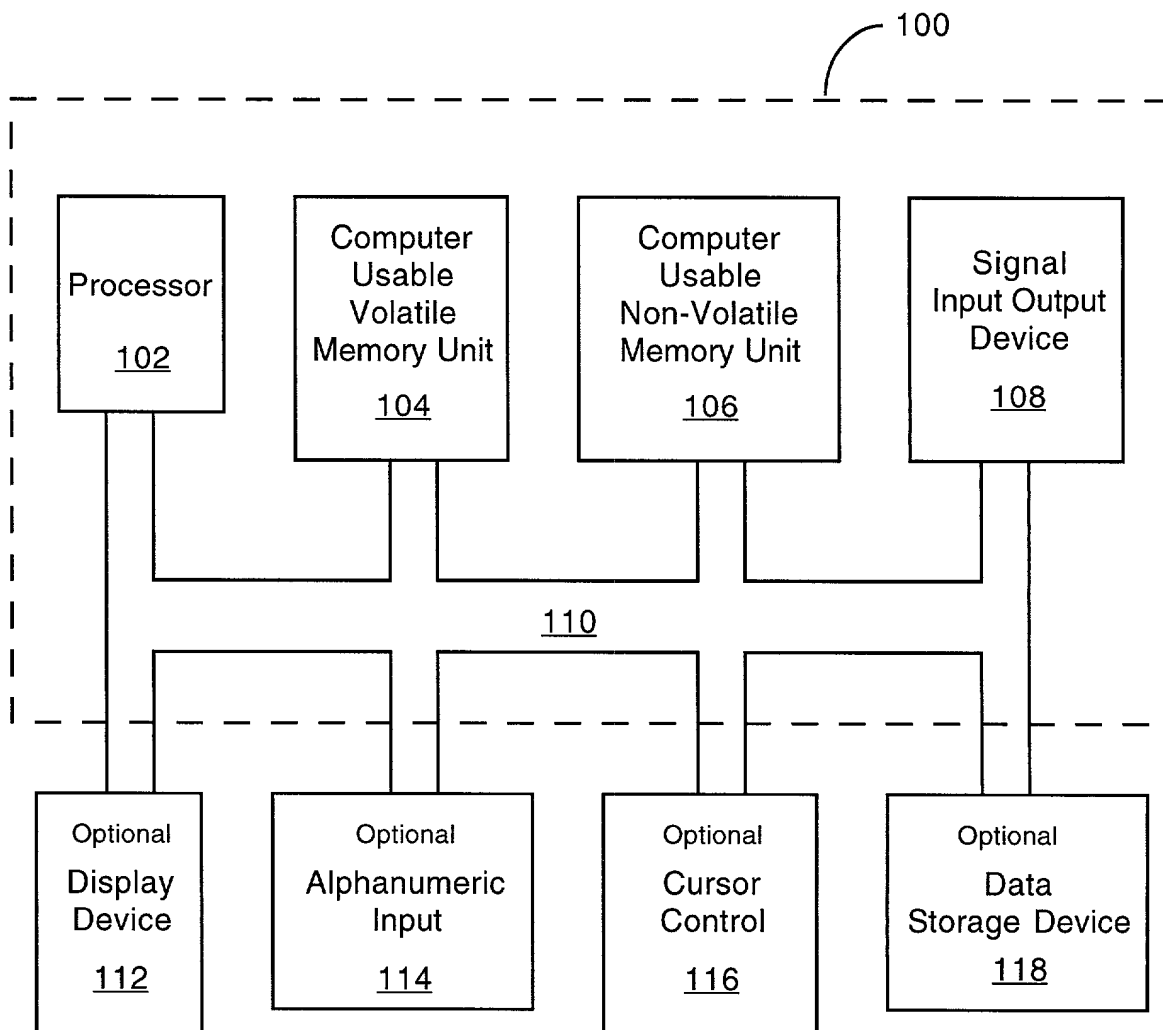 100
Processor
102
Computer
Usable
Volatile
Memory Unit
104
Computer
Usable
Non-Volatile
Memory Unit
106
Signal
Input Output
Device
108
110
Optional
Display
Device
112
Optional
Alphanumeric
Input
114
Optional
Cursor
Control
116
Optional
Data
Storage Device
118